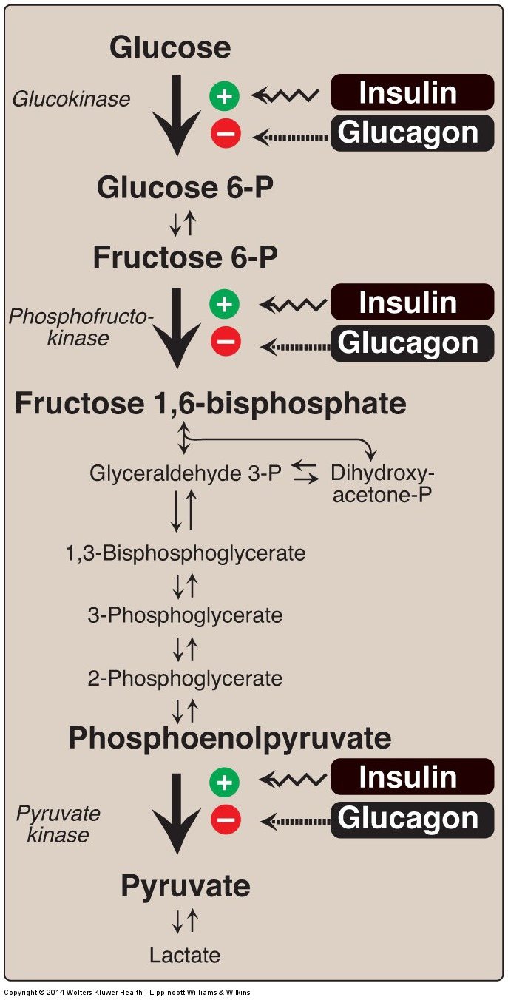 Glucose
Glucokinase
+
Insulin
−
Glucagon
Glucose 6-P
Fructose 6-P
Phosphofructo-
kinase
+
Insulin
−
Glucagon
Fructose 1,6-bisphosphate
Glyceraldehyde 3-P
Dihydroxy-
acetone-P
1,3-Bisphosphoglycerate
3-Phosphoglycerate
2-Phosphoglycerate
Phosphoenolpyruvate
+
Insulin
−
Glucagon
Pyruvate
kinase
Pyruvate
Lactate
Copyright © 2014 Wolters Kluwer Health | Lippincott Williams & Wilkins